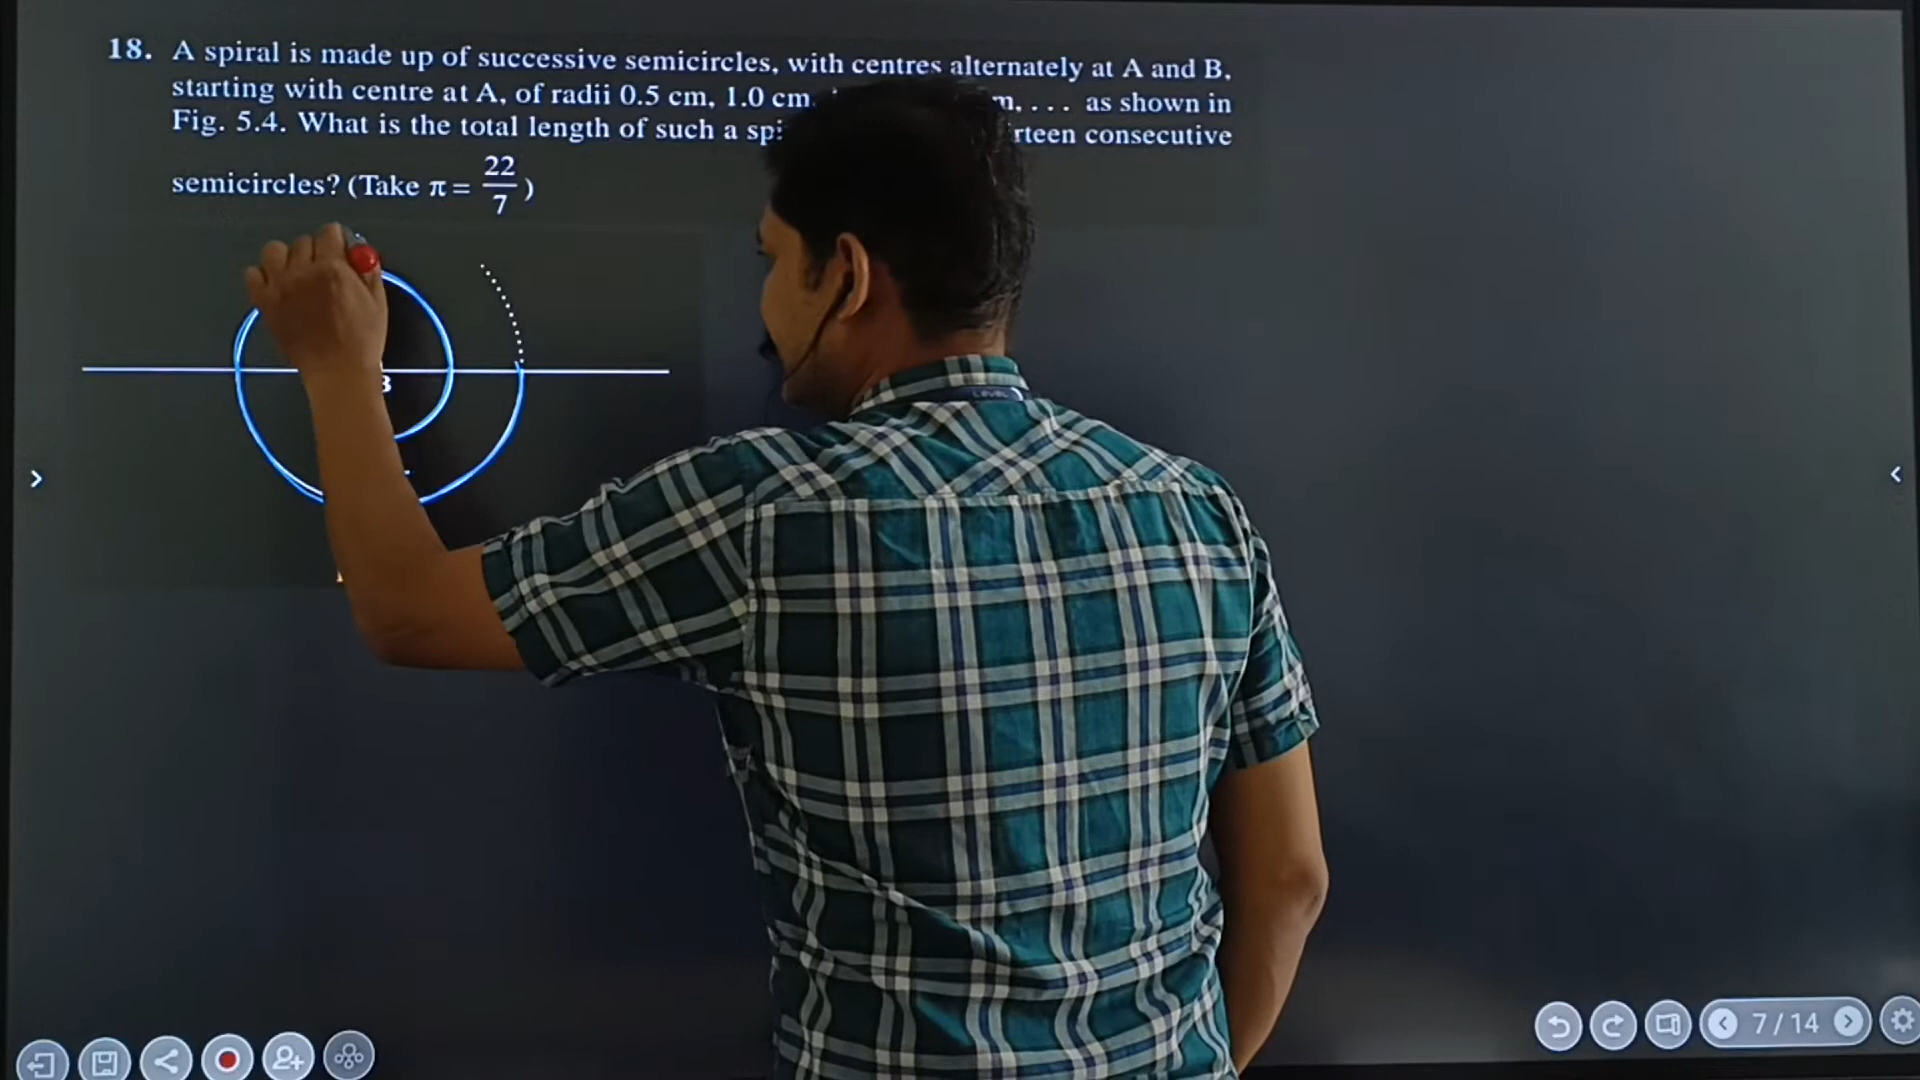 18. A spiral is made up of successive semicircles, with centres alternately at A and B,
starting with centre at A, of radii 0.5 cm, 1.0 cm, m, . . . as shown in
Fig. 5.4. What is the total length of such a spi rteen consecutive
semicircles? (Take π = 22/7)
B
7/14